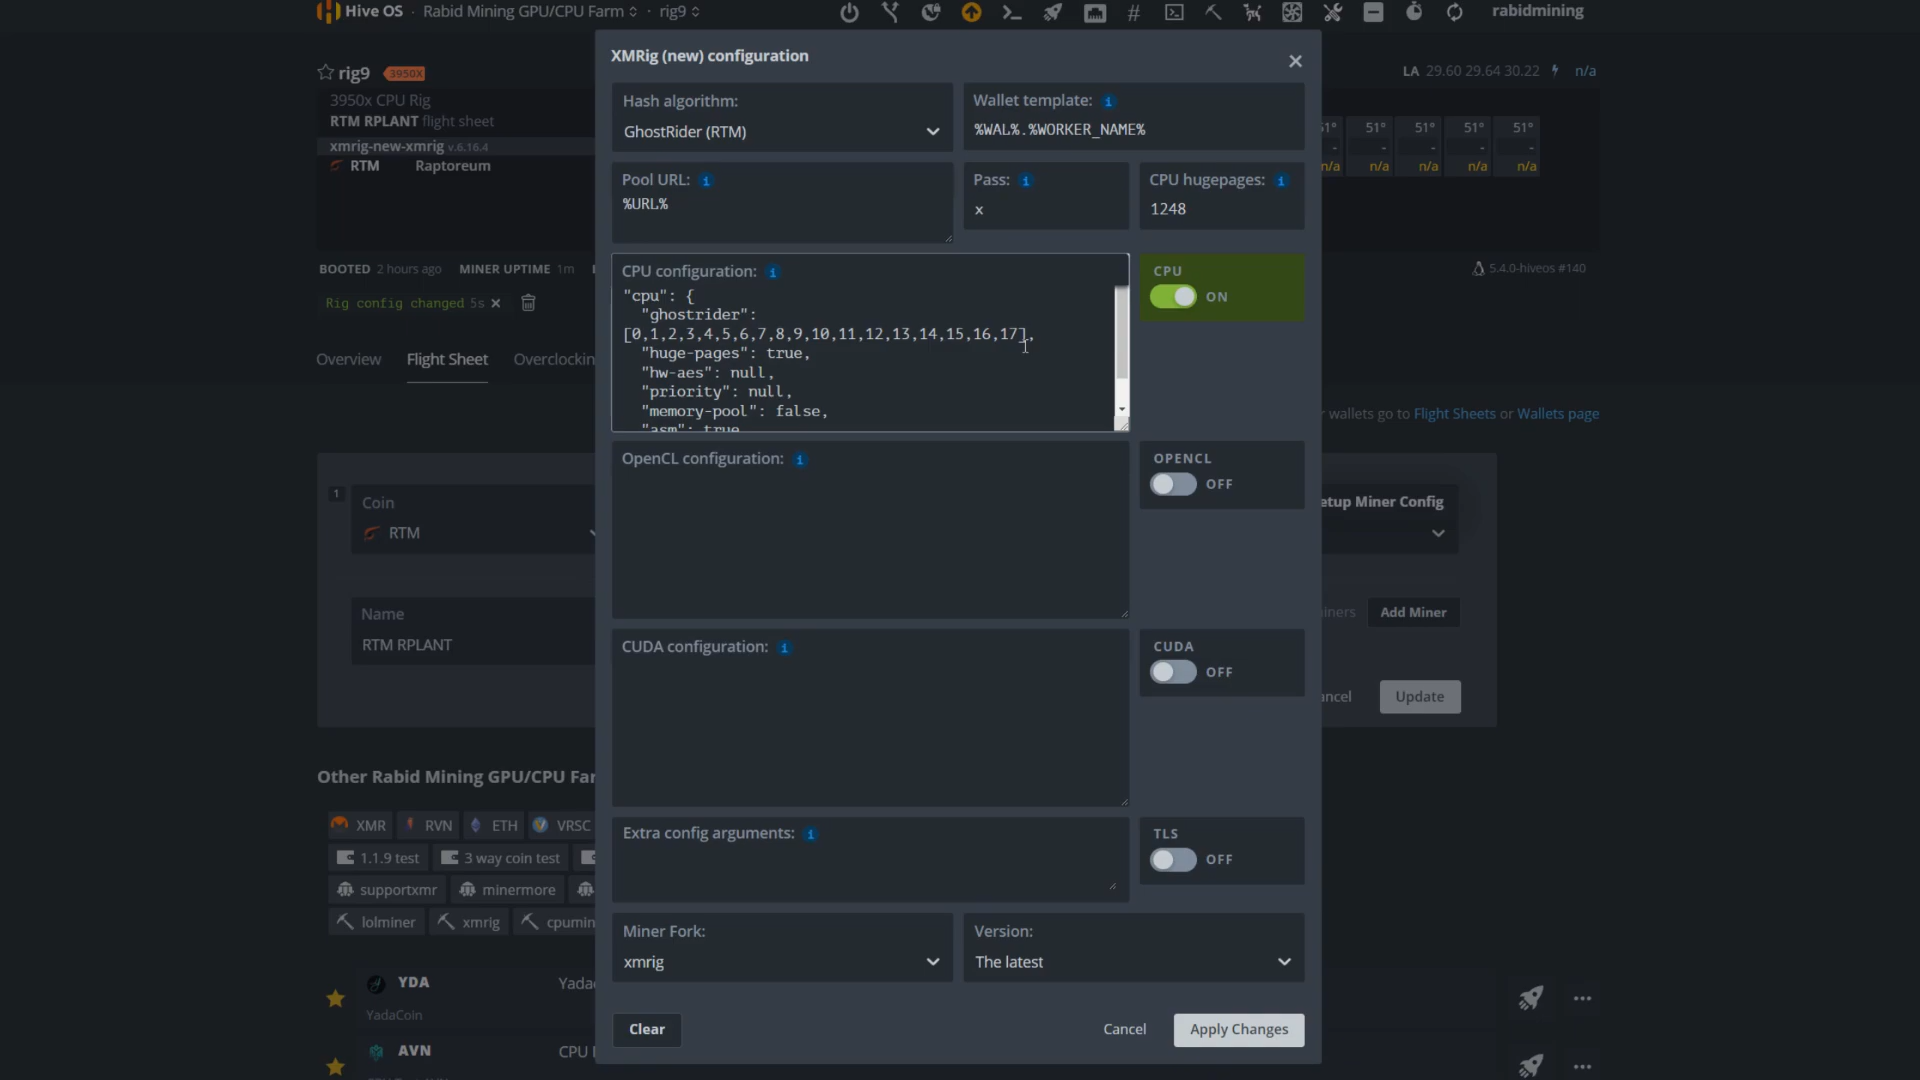 Hive OS · Rabid Mining GPU/CPU Farm · rig9
rabidmining
XMRig (new) configuration
rig9 3950X
LA 29.60 29.64 30.22 n/a
3950x CPU Rig
RTM RPLANT flight sheet
xmrig-new-xmrig v.6.16.4
RTM Raptoreum
51° 51° 51° 51° 51°
- - - - -
n/a n/a n/a n/a n/a
Hash algorithm:
GhostRider (RTM)
Wallet template:
%WAL%.%WORKER_NAME%
Pool URL:
%URL%
Pass:
x
CPU hugepages:
1248
BOOTED 2 hours ago MINER UPTIME 1m
5.4.0-hiveos #140
Rig config changed 5s
Overview Flight Sheet Overclockin
CPU configuration:
"cpu": {
"ghostrider":
[0,1,2,3,4,5,6,7,8,9,10,11,12,13,14,15,16,17],
"huge-pages": true,
"hw-aes": null,
"priority": null,
"memory-pool": false,
"asm": true
CPU
ON
wallets go to Flight Sheets or Wallets page
OpenCL configuration:
OPENCL
OFF
1
Coin
RTM
etup Miner Config
Name
RTM RPLANT
iners Add Miner
ancel Update
CUDA configuration:
CUDA
OFF
Other Rabid Mining GPU/CPU Far
XMR RVN ETH VRSC
1.1.9 test 3 way coin test
supportxmr minermore
lolminer xmrig cpumin
Extra config arguments:
TLS
OFF
Miner Fork:
xmrig
Version:
The latest
YDA Yada
YadaCoin
AVN CPU
Clear
Cancel
Apply Changes